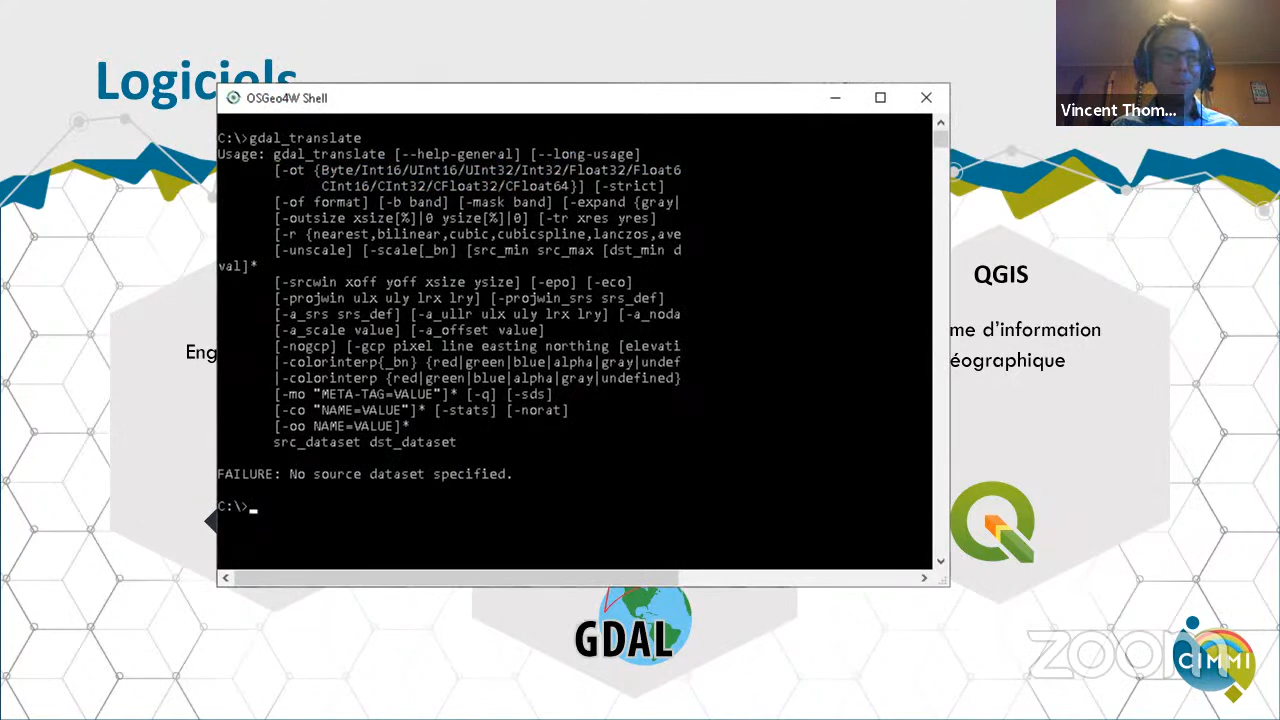 Logiciels
Vincent Thom...
OSGeo4W Shell
C:\>gdal_translate
Usage: gdal_translate [--help-general] [--long-usage]
[-ot {Byte/Int16/UInt16/UInt32/Int32/Float32/Float6
CInt16/CInt32/CFloat32/CFloat64}] [-strict]
[-of format] [-b band] [-mask band] [-expand {gray|
[-outsize xsize[%]|0 ysize[%]|0] [-tr xres yres]
[-r {nearest,bilinear,cubic,cubicspline,lanczos,ave
[-unscale] [-scale[_bn] [src_min src_max [dst_min d
val]*
[-srcwin xoff yoff xsize ysize] [-epo] [-eco]
[-projwin ulx uly lrx lry] [-projwin_srs srs_def]
[-a_srs srs_def] [-a_ullr ulx uly lrx lry] [-a_noda
[-a_scale value] [-a_offset value]
[-nogcp] [-gcp pixel line easting northing [elevati
|-colorinterp{_bn} {red|green|blue|alpha|gray|undef
|-colorinterp {red|green|blue|alpha|gray|undefined}
[-mo "META-TAG=VALUE"]* [-q] [-sds]
[-co "NAME=VALUE"]* [-stats] [-norat]
[-oo NAME=VALUE]*
src_dataset dst_dataset
FAILURE: No source dataset specified.
C:\>
Eng
QGIS
me d'information
éographique
GDAL
zoom
CIMMI